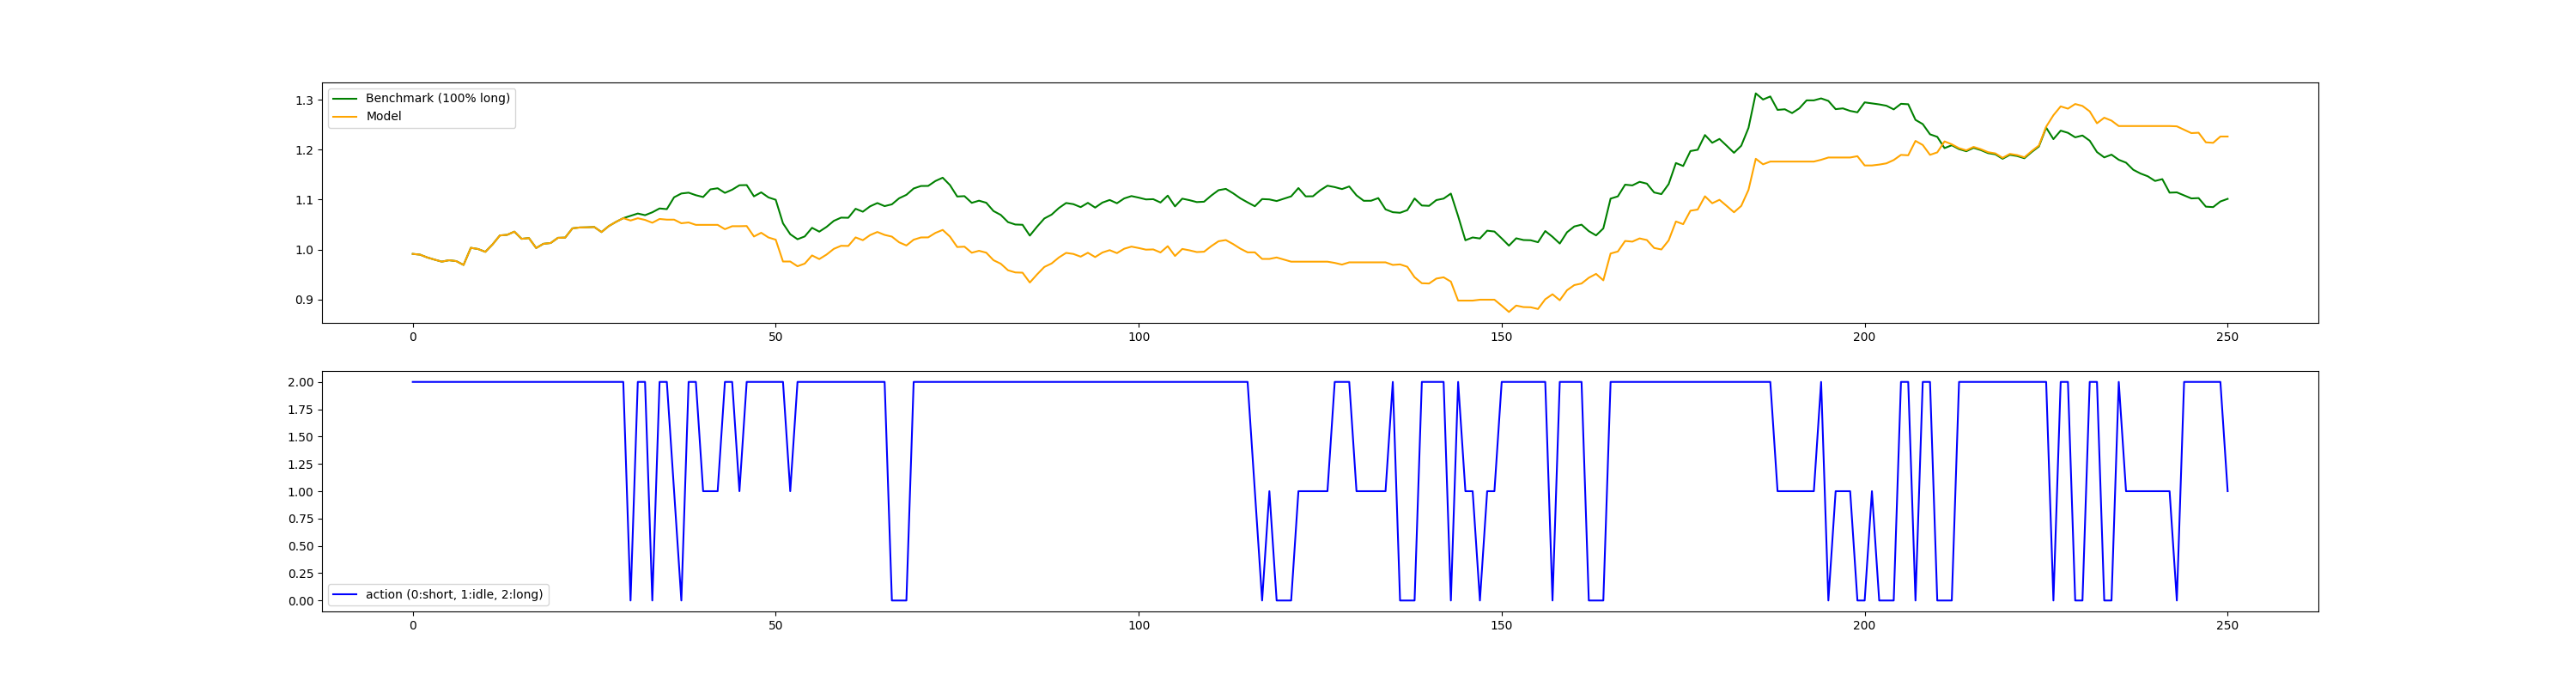 1.3
1.2
1.1
1.0
0.9
Benchmark (100% long)
Model
0 50 100 150 200 250
2.00
1.75
1.50
1.25
1.00
0.75
0.50
0.25
0.00
action (0:short, 1:idle, 2:long)
0 50 100 150 200 250